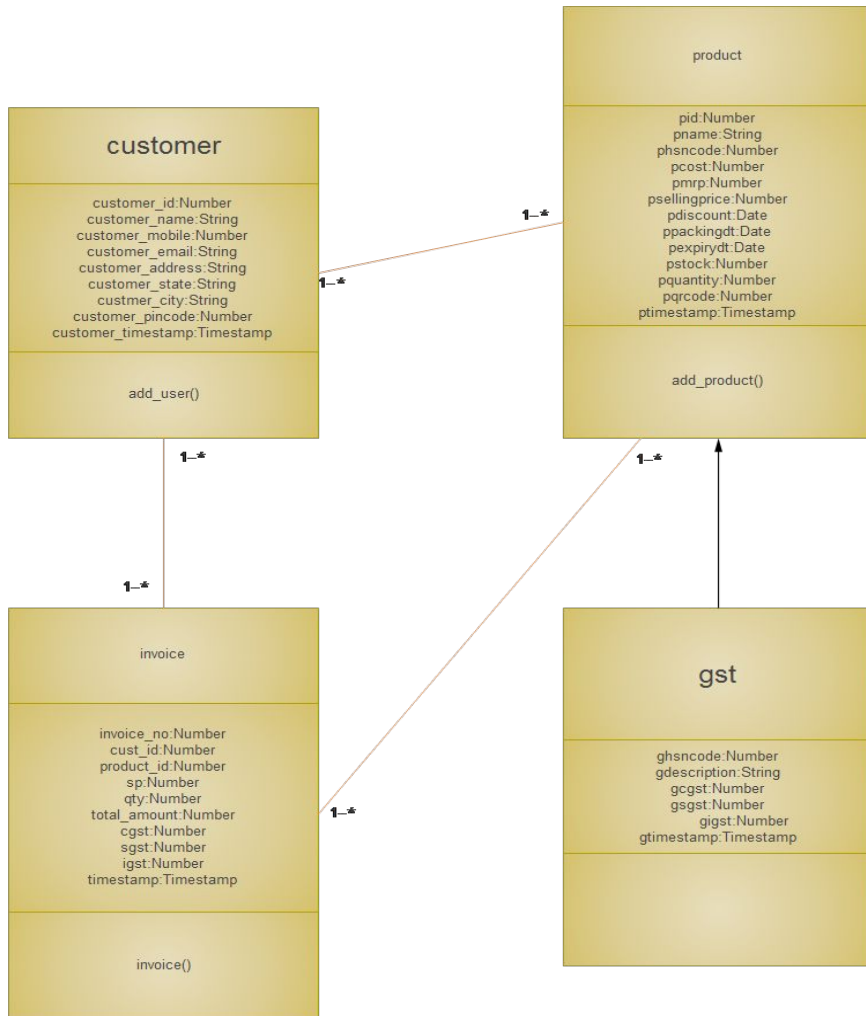 product
pid:Number
pname:String
phsncode:Number
pcost:Number
pmrp:Number
psellingprice:Number
pdiscount:Date
ppackingdt:Date
pexpirydt:Date
pstock:Number
pquantity:Number
pqrcode:Number
ptimestamp:Timestamp
add_product()
customer
customer_id:Number
customer_name:String
customer_mobile:Number
customer_email:String
customer_address:String
customer_state:String
custmer_city:String
customer_pincode:Number
customer_timestamp:Timestamp
add_user()
1-*
1-*
1-*
1-*
1-*
1-*
invoice
invoice_no:Number
cust_id:Number
product_id:Number
sp:Number
qty:Number
total_amount:Number
cgst:Number
sgst:Number
igst:Number
timestamp:Timestamp
invoice()
gst
ghsncode:Number
gdescription:String
gcgst:Number
gsgst:Number
gigst:Number
gtimestamp:Timestamp